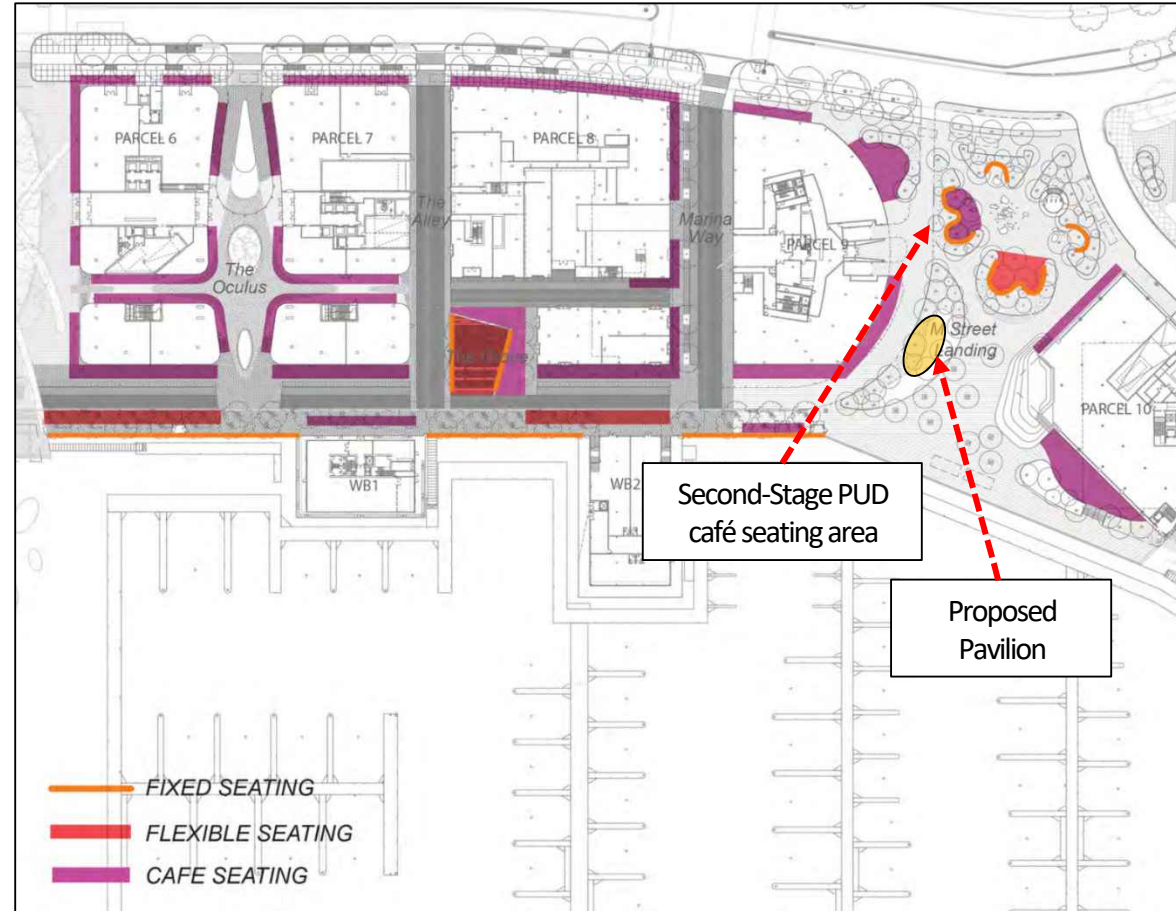 PARCEL 6
PARCEL 7
PARCEL 8
The
Alley
Marina
Way
PARCEL 9
The
Oculus
M Street
Landing
PARCEL 10
WB1
WB2
Second-Stage PUD
café seating area
Proposed
Pavilion
FIXED SEATING
FLEXIBLE SEATING
CAFE SEATING